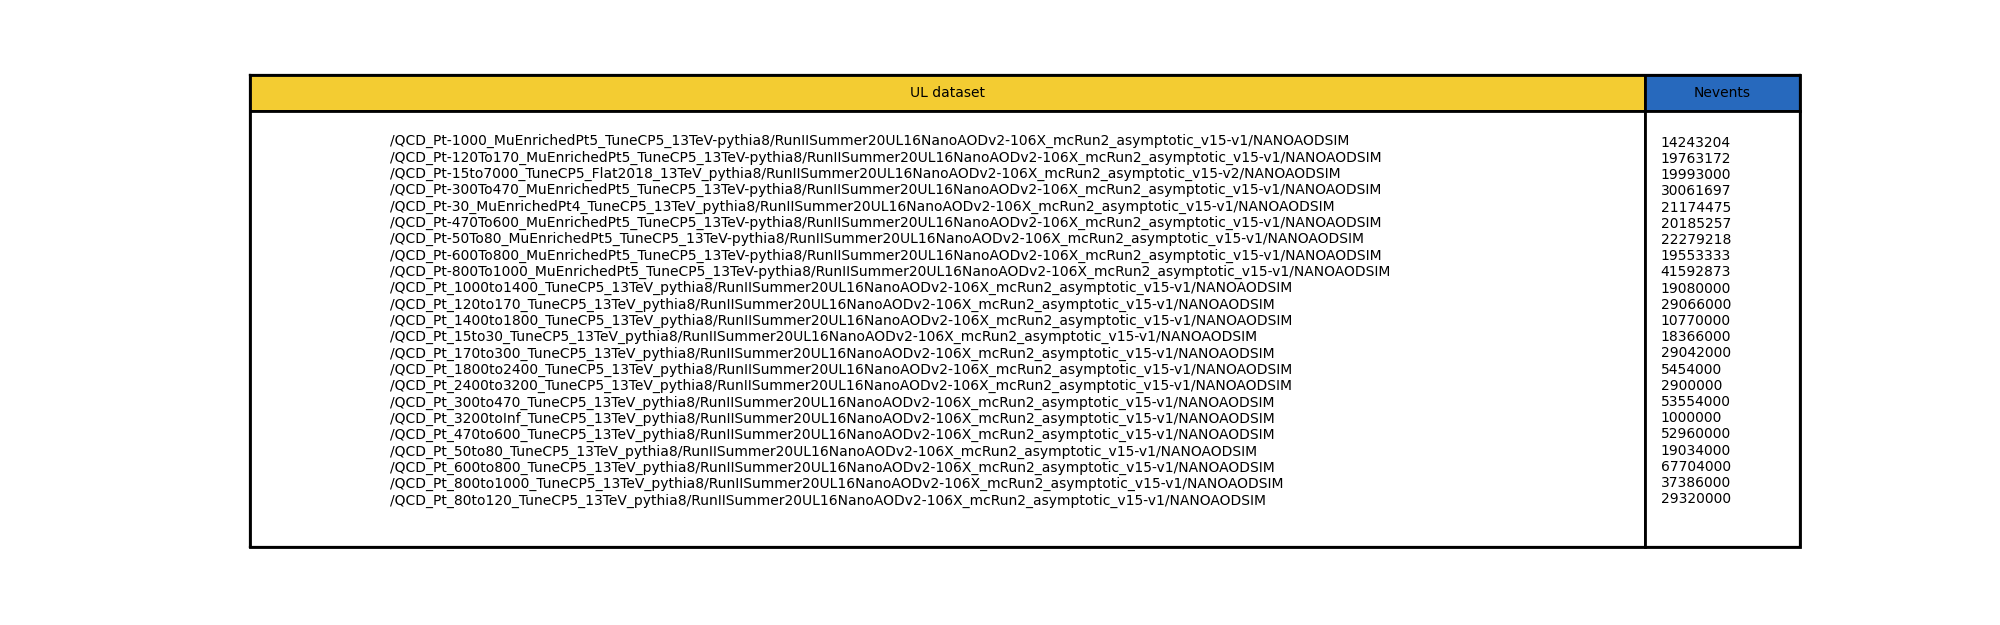 UL dataset Nevents
/QCD_Pt-1000_MuEnrichedPt5_TuneCP5_13TeV-pythia8/RunIISummer20UL16NanoAODv2-106X_mcRun2_asymptotic_v15-v1/NANOAODSIM 14243204
/QCD_Pt-120To170_MuEnrichedPt5_TuneCP5_13TeV-pythia8/RunIISummer20UL16NanoAODv2-106X_mcRun2_asymptotic_v15-v1/NANOAODSIM 19763172
/QCD_Pt-15to7000_TuneCP5_Flat2018_13TeV_pythia8/RunIISummer20UL16NanoAODv2-106X_mcRun2_asymptotic_v15-v2/NANOAODSIM 19993000
/QCD_Pt-300To470_MuEnrichedPt5_TuneCP5_13TeV-pythia8/RunIISummer20UL16NanoAODv2-106X_mcRun2_asymptotic_v15-v1/NANOAODSIM 30061697
/QCD_Pt-30_MuEnrichedPt4_TuneCP5_13TeV_pythia8/RunIISummer20UL16NanoAODv2-106X_mcRun2_asymptotic_v15-v1/NANOAODSIM 21174475
/QCD_Pt-470To600_MuEnrichedPt5_TuneCP5_13TeV-pythia8/RunIISummer20UL16NanoAODv2-106X_mcRun2_asymptotic_v15-v1/NANOAODSIM 20185257
/QCD_Pt-50To80_MuEnrichedPt5_TuneCP5_13TeV-pythia8/RunIISummer20UL16NanoAODv2-106X_mcRun2_asymptotic_v15-v1/NANOAODSIM 22279218
/QCD_Pt-600To800_MuEnrichedPt5_TuneCP5_13TeV-pythia8/RunIISummer20UL16NanoAODv2-106X_mcRun2_asymptotic_v15-v1/NANOAODSIM 19553333
/QCD_Pt-800To1000_MuEnrichedPt5_TuneCP5_13TeV-pythia8/RunIISummer20UL16NanoAODv2-106X_mcRun2_asymptotic_v15-v1/NANOAODSIM 41592873
/QCD_Pt_1000to1400_TuneCP5_13TeV_pythia8/RunIISummer20UL16NanoAODv2-106X_mcRun2_asymptotic_v15-v1/NANOAODSIM 19080000
/QCD_Pt_120to170_TuneCP5_13TeV_pythia8/RunIISummer20UL16NanoAODv2-106X_mcRun2_asymptotic_v15-v1/NANOAODSIM 29066000
/QCD_Pt_1400to1800_TuneCP5_13TeV_pythia8/RunIISummer20UL16NanoAODv2-106X_mcRun2_asymptotic_v15-v1/NANOAODSIM 10770000
/QCD_Pt_15to30_TuneCP5_13TeV_pythia8/RunIISummer20UL16NanoAODv2-106X_mcRun2_asymptotic_v15-v1/NANOAODSIM 18366000
/QCD_Pt_170to300_TuneCP5_13TeV_pythia8/RunIISummer20UL16NanoAODv2-106X_mcRun2_asymptotic_v15-v1/NANOAODSIM 29042000
/QCD_Pt_1800to2400_TuneCP5_13TeV_pythia8/RunIISummer20UL16NanoAODv2-106X_mcRun2_asymptotic_v15-v1/NANOAODSIM 5454000
/QCD_Pt_2400to3200_TuneCP5_13TeV_pythia8/RunIISummer20UL16NanoAODv2-106X_mcRun2_asymptotic_v15-v1/NANOAODSIM 2900000
/QCD_Pt_300to470_TuneCP5_13TeV_pythia8/RunIISummer20UL16NanoAODv2-106X_mcRun2_asymptotic_v15-v1/NANOAODSIM 53554000
/QCD_Pt_3200toInf_TuneCP5_13TeV_pythia8/RunIISummer20UL16NanoAODv2-106X_mcRun2_asymptotic_v15-v1/NANOAODSIM 1000000
/QCD_Pt_470to600_TuneCP5_13TeV_pythia8/RunIISummer20UL16NanoAODv2-106X_mcRun2_asymptotic_v15-v1/NANOAODSIM 52960000
/QCD_Pt_50to80_TuneCP5_13TeV_pythia8/RunIISummer20UL16NanoAODv2-106X_mcRun2_asymptotic_v15-v1/NANOAODSIM 19034000
/QCD_Pt_600to800_TuneCP5_13TeV_pythia8/RunIISummer20UL16NanoAODv2-106X_mcRun2_asymptotic_v15-v1/NANOAODSIM 67704000
/QCD_Pt_800to1000_TuneCP5_13TeV_pythia8/RunIISummer20UL16NanoAODv2-106X_mcRun2_asymptotic_v15-v1/NANOAODSIM 37386000
/QCD_Pt_80to120_TuneCP5_13TeV_pythia8/RunIISummer20UL16NanoAODv2-106X_mcRun2_asymptotic_v15-v1/NANOAODSIM 29320000